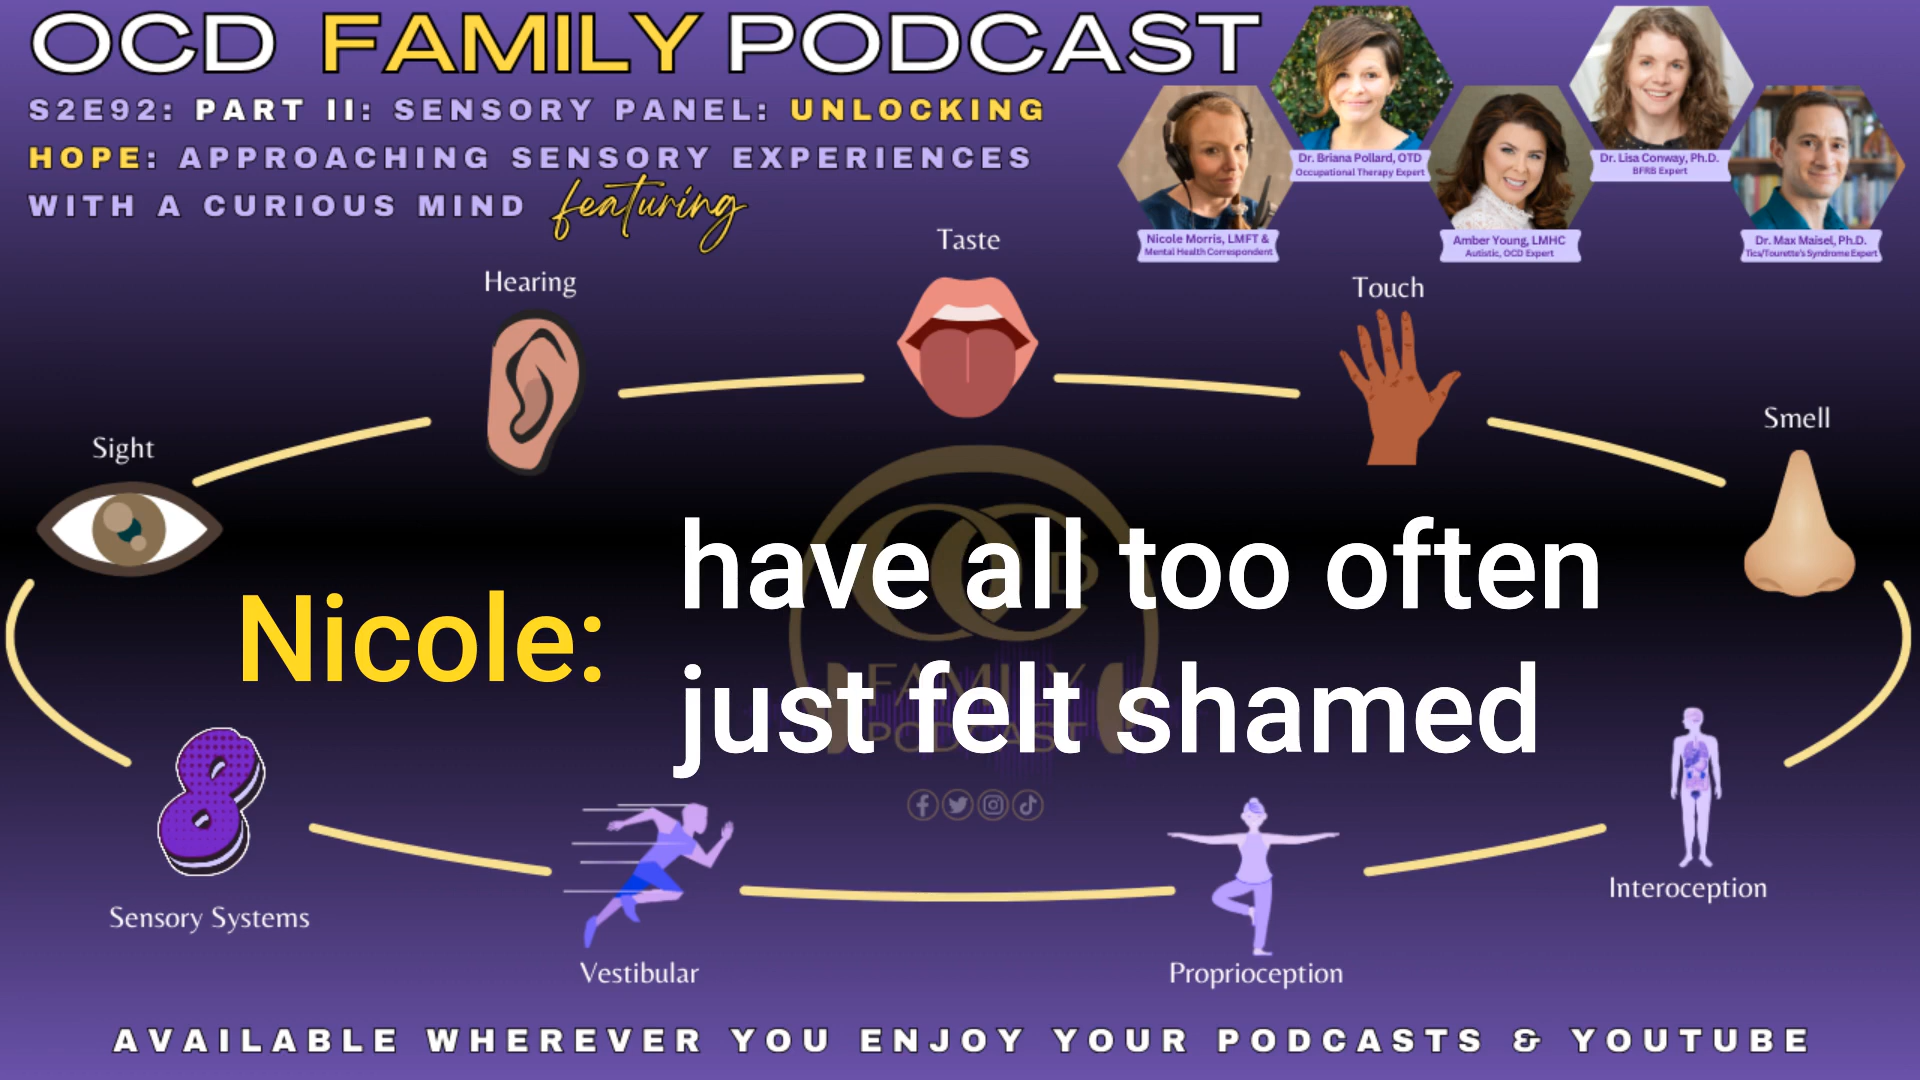 OCD FAMILY PODCAST
S2E92: PART II: SENSORY PANEL: UNLOCKING
HOPE: APPROACHING SENSORY EXPERIENCES
WITH A CURIOUS MIND featuring
Dr. Briana Pollard, OTD
Occupational Therapy Expert
Dr. Lisa Conway, Ph.D.
BFRB Expert
Nicole Morris, LMFT &
Mental Health Correspondent
Amber Young, LMHC
Autistic, OCD Expert
Dr. Max Maisel, Ph.D.
Tics/Tourette's Syndrome Expert
Taste
Hearing
Touch
Smell
Sight
Nicole:
have all too often
just felt shamed
OCD
FAMILY
PODCAST
8
Sensory Systems
Vestibular
Proprioception
Interoception
AVAILABLE WHEREVER YOU ENJOY YOUR PODCASTS & YOUTUBE